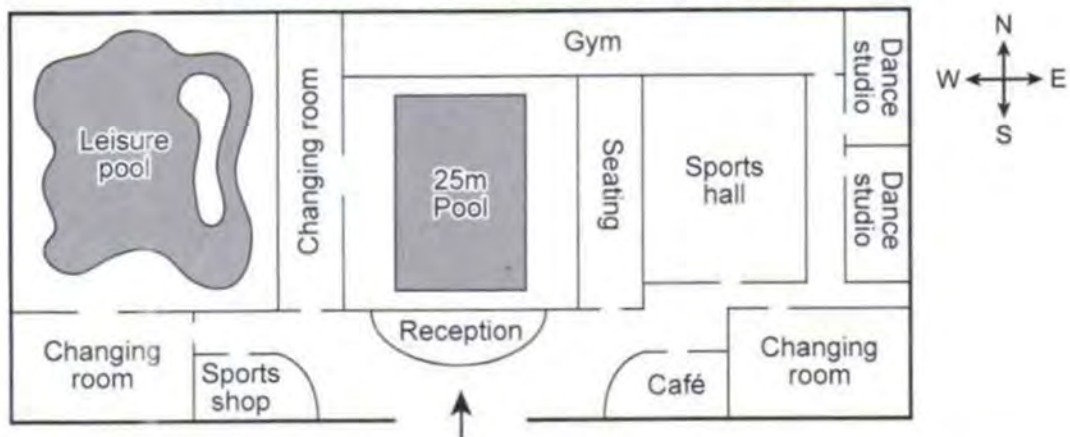 Gym
N
W E
S
Dance
studio
Leisure
pool
Changing room
25m
Pool
Seating
Sports
hall
Dance
studio
Reception
Changing
room
Sports
shop
Café
Changing
room